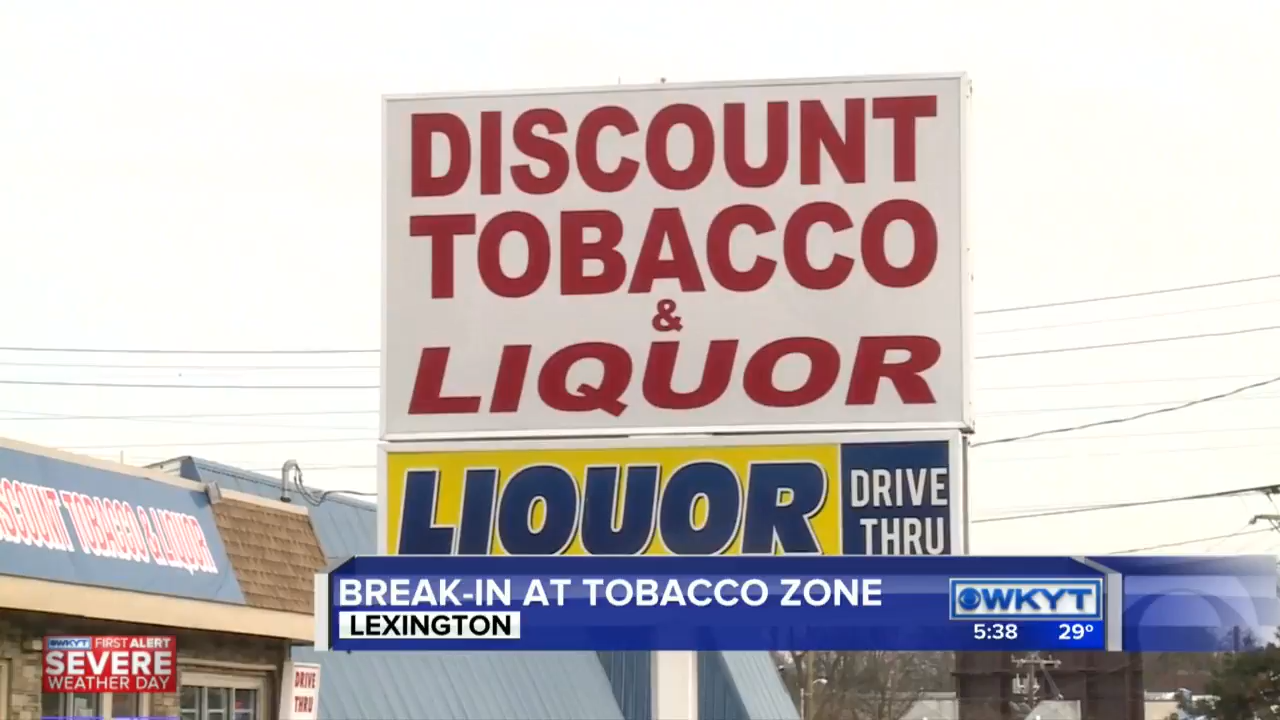 DISCOUNT
TOBACCO
&
LIQUOR
LIQUOR
DRIVE
THRU
SCOUNT TOBACCO & LIQUOR
DRIVE
THRU
BREAK-IN AT TOBACCO ZONE
LEXINGTON
WKYT
5:38 29°
WKYT FIRST ALERT
SEVERE
WEATHER DAY